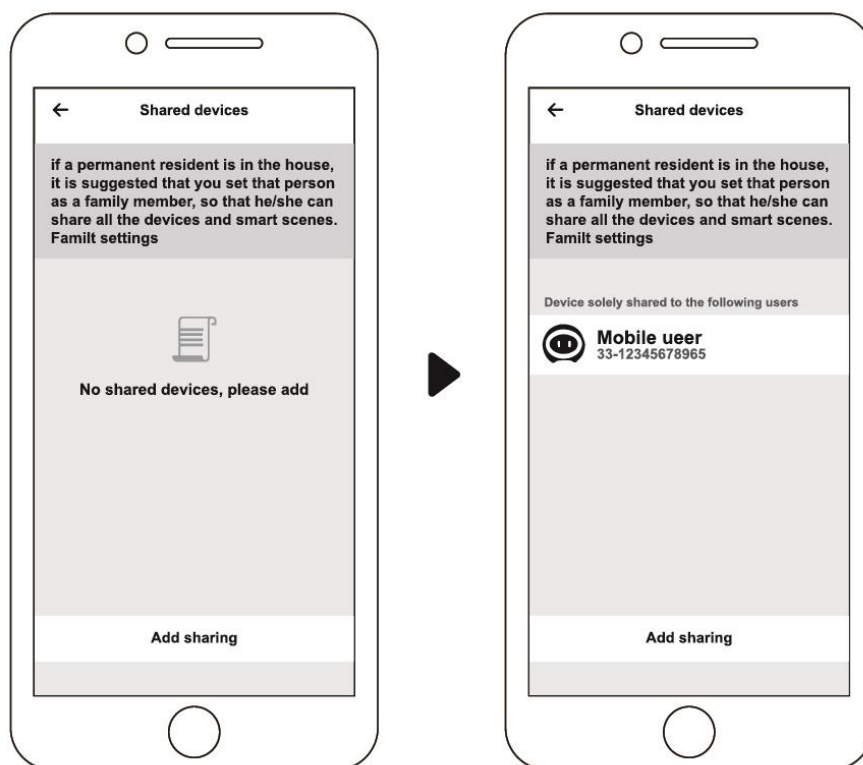 Shared devices
if a permanent resident is in the house,
it is suggested that you set that person
as a family member, so that he/she can
share all the devices and smart scenes.
Familt settings
No shared devices, please add
Add sharing
Shared devices
if a permanent resident is in the house,
it is suggested that you set that person
as a family member, so that he/she can
share all the devices and smart scenes.
Familt settings
Device solely shared to the following users
Mobile ueer
33-12345678965
Add sharing